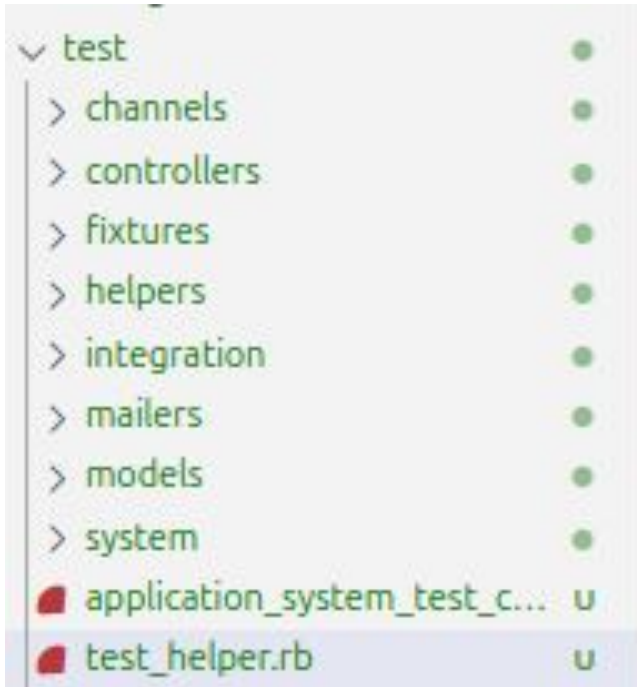 test
channels
controllers
fixtures
helpers
integration
mailers
models
system
application_system_test_c... U
test_helper.rb U